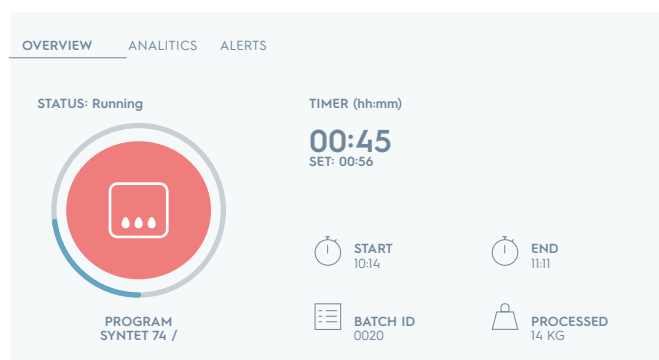 OVERVIEW ANALITICS ALERTS
STATUS: Running
TIMER (hh:mm)
00:45
SET: 00:56
START
10:14
END
11:11
PROGRAM
SYNTET 74 /
BATCH ID
0020
PROCESSED
14 KG